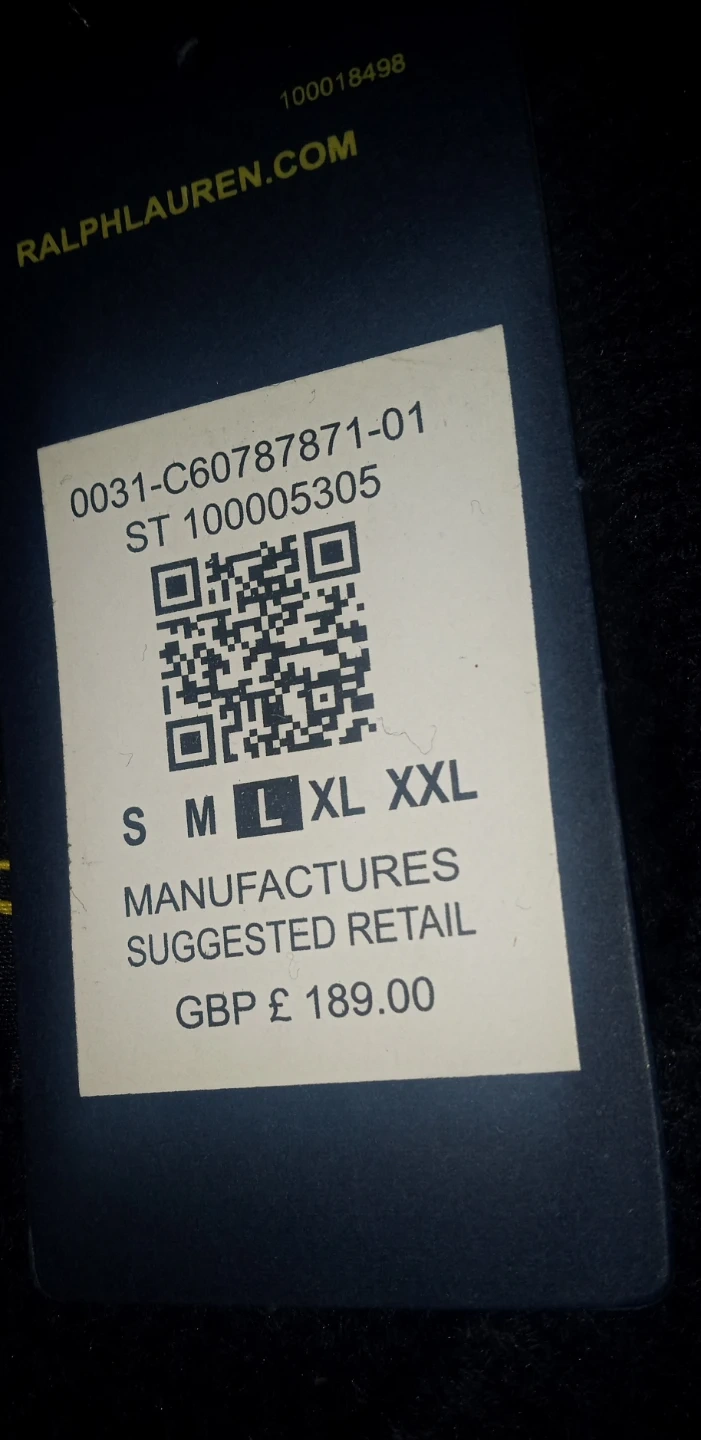 100018498
RALPHLAUREN.COM
0031-C60787871-01
ST 100005305
S M L XL XXL
MANUFACTURES
SUGGESTED RETAIL
GBP £ 189.00